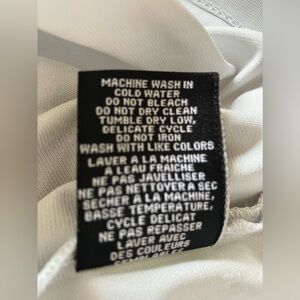 MACHINE WASH IN
COLD WATER
DO NOT BLEACH
DO NOT DRY CLEAN
TUMBLE DRY LOW,
DELICATE CYCLE
DO NOT IRON
WASH WITH LIKE COLORS
LAVER A LA MACHINE
A LEAU FRAICHE
NE PAS JAVELLISER
NE PAS NETTOYER A SEC
SECHER A LA MACHINE,
BASSE TEMPERATURE,
CYCLE DELICAT
NE PAS REPASSER
LAVER AVEC
DES COULEURS